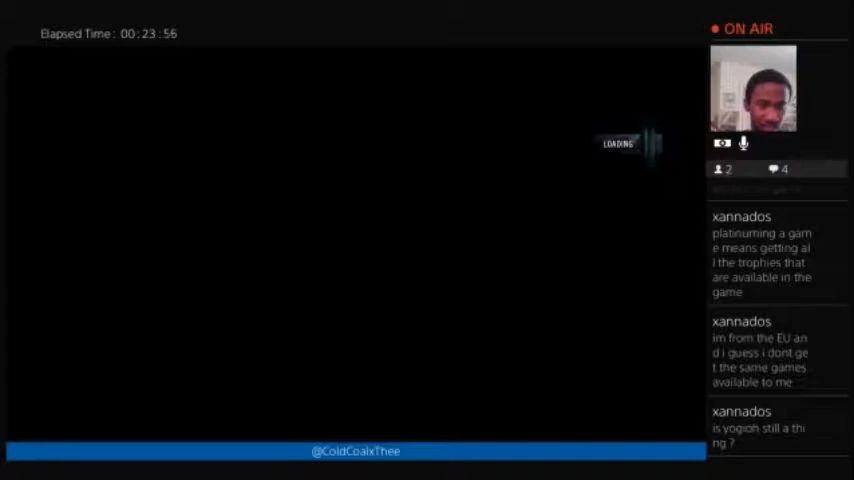 Elapsed Time: 00:23:56
ON AIR
LOADING
2
4
xannados
platinuming a gam
e means getting al
l the trophies that
are available in the
game
xannados
im from the EU an
d i guess i dont ge
t the same games
available to me
xannados
is yogioh still a thi
ng ?
@ColdCoalxThee